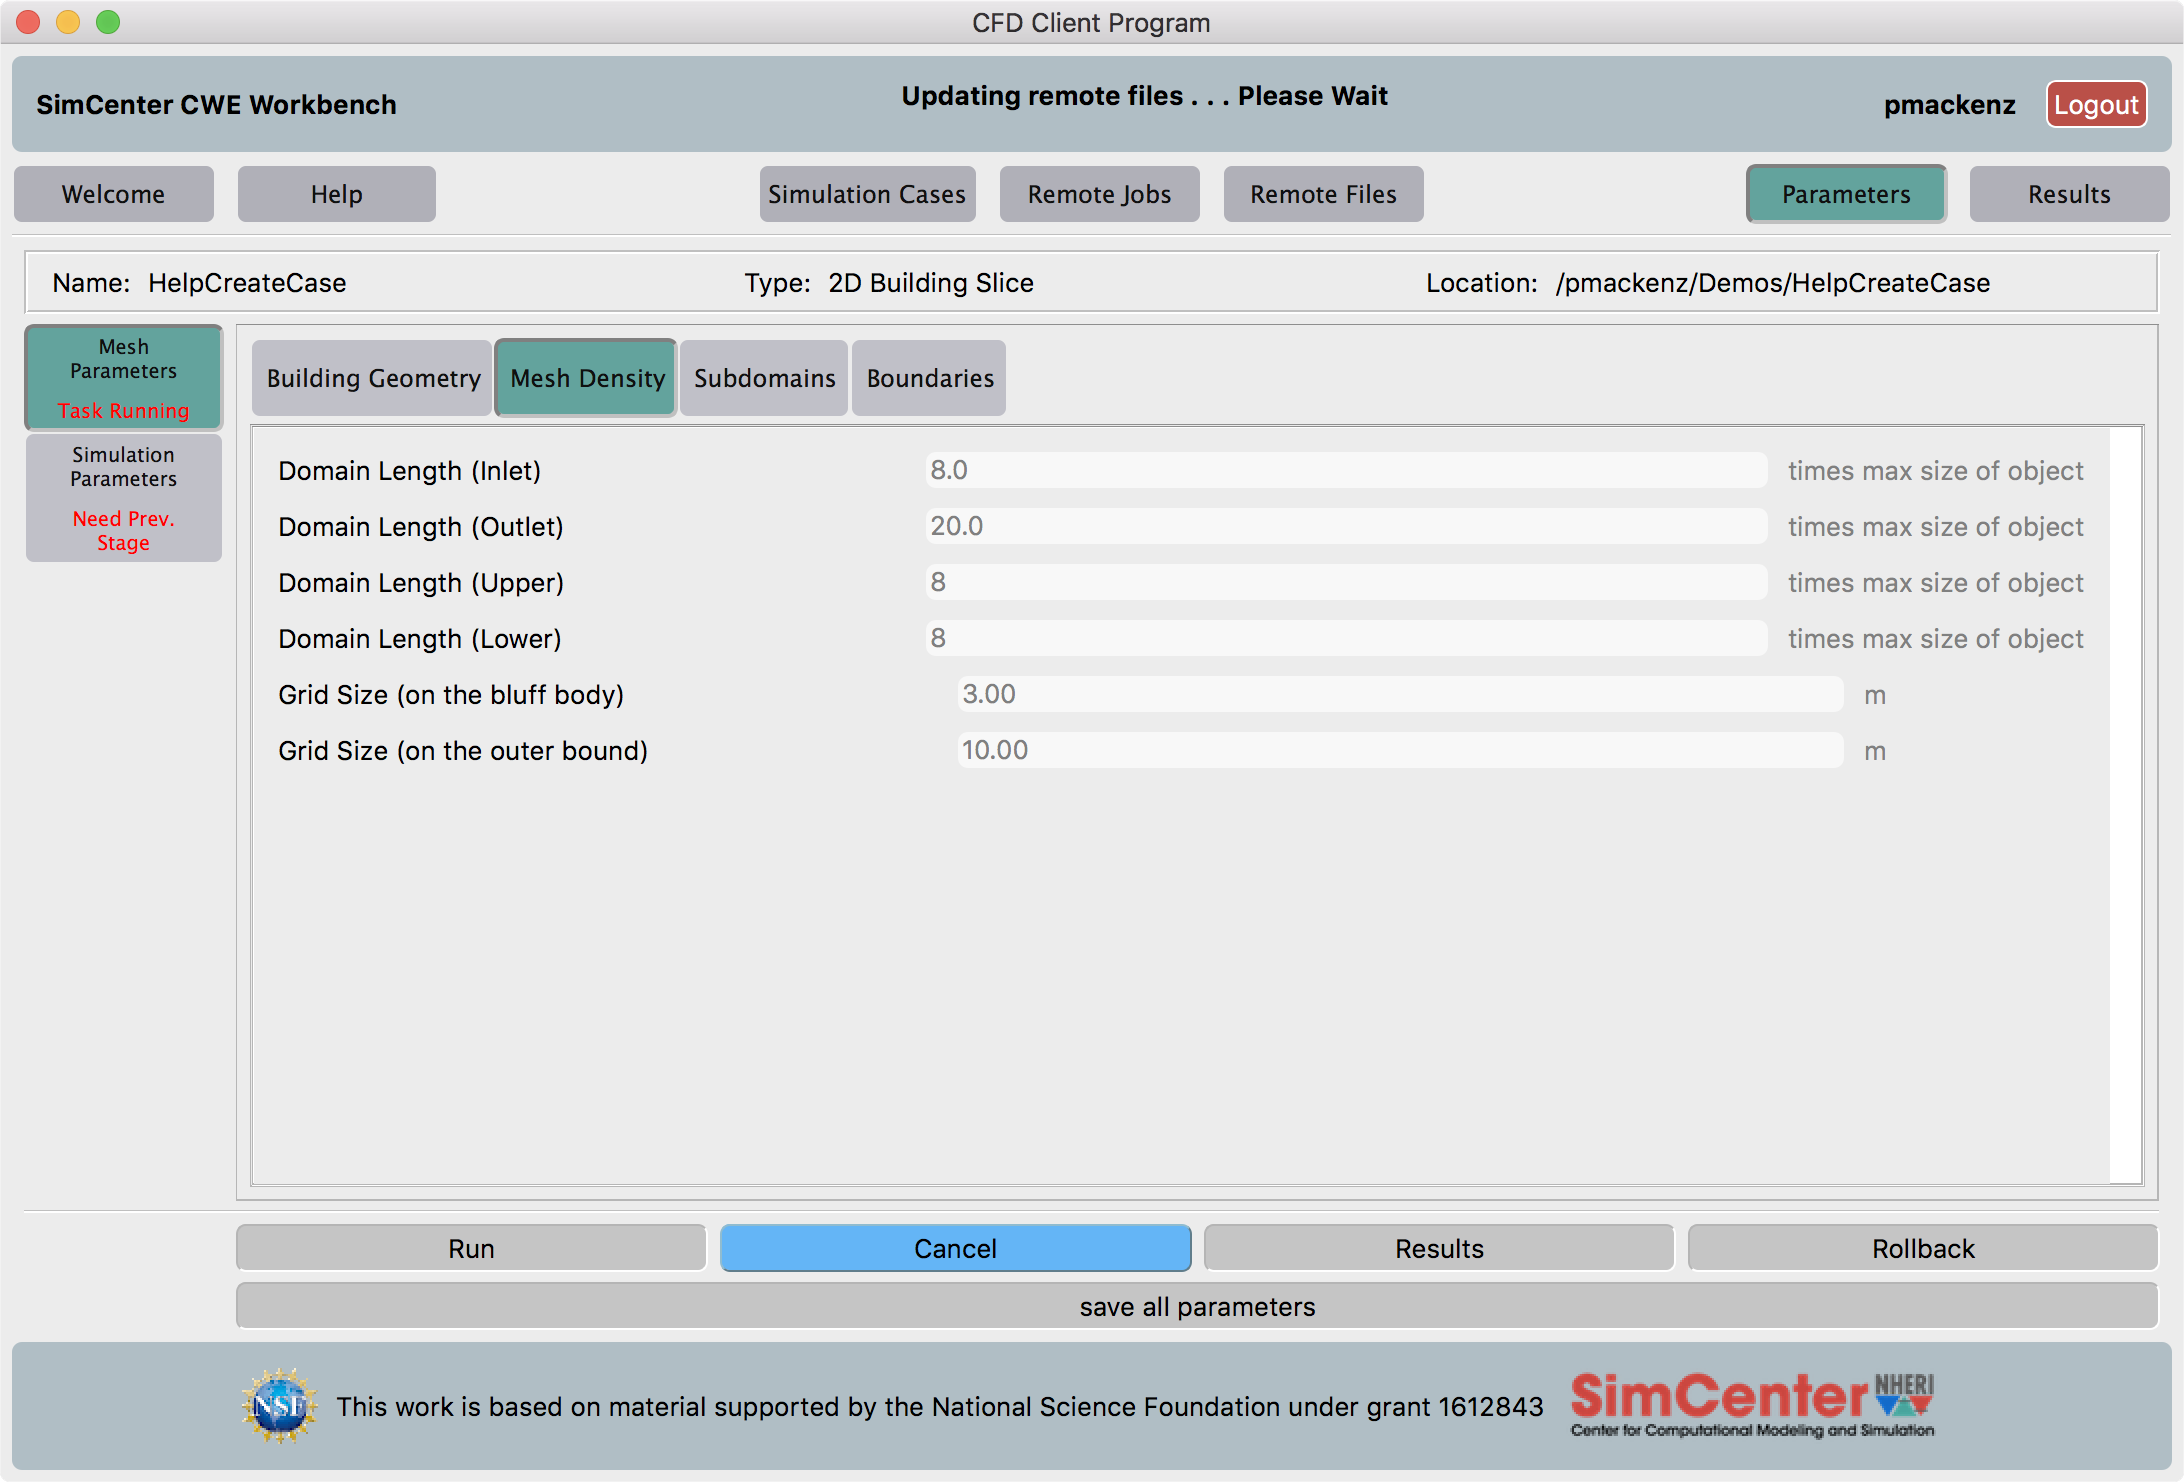 CFD Client Program
SimCenter CWE Workbench
Updating remote files . . . Please Wait
pmackenz
Logout
Welcome
Help
Simulation Cases
Remote Jobs
Remote Files
Parameters
Results
Name: HelpCreateCase
Type: 2D Building Slice
Location: /pmackenz/Demos/HelpCreateCase
Mesh
Parameters
Task Running
Simulation
Parameters
Need Prev.
Stage
Building Geometry
Mesh Density
Subdomains
Boundaries
Domain Length (Inlet) 8.0 times max size of object
Domain Length (Outlet) 20.0 times max size of object
Domain Length (Upper) 8 times max size of object
Domain Length (Lower) 8 times max size of object
Grid Size (on the bluff body) 3.00 m
Grid Size (on the outer bound) 10.00 m
Run
Cancel
Results
Rollback
save all parameters
NSF
This work is based on material supported by the National Science Foundation under grant 1612843
SimCenter NHERI
Center for Computational Modeling and Simulation